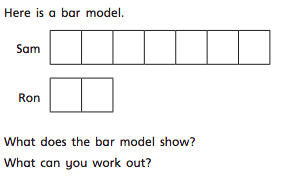 Here is a bar model.
Sam
Ron
What does the bar model show?
What can you work out?